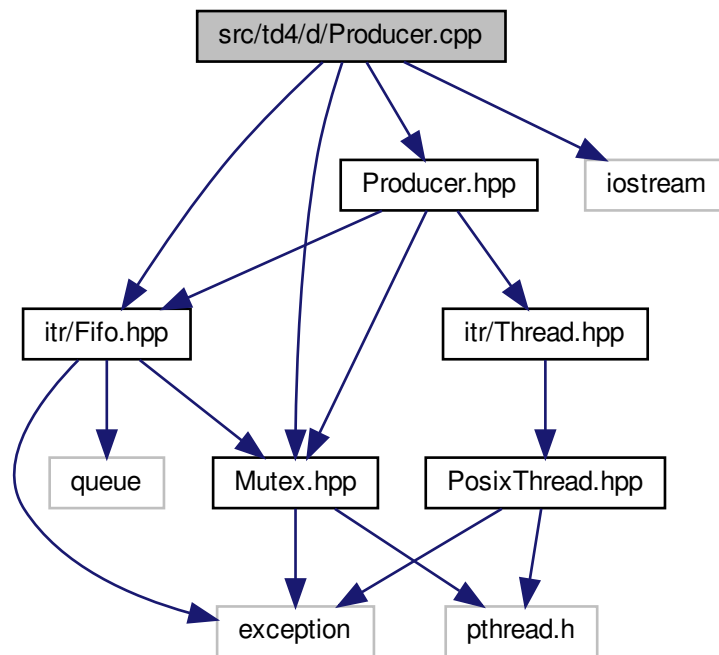 src/td4/d/Producer.cpp
Producer.hpp
iostream
itr/Fifo.hpp
itr/Thread.hpp
queue
Mutex.hpp
PosixThread.hpp
exception
pthread.h